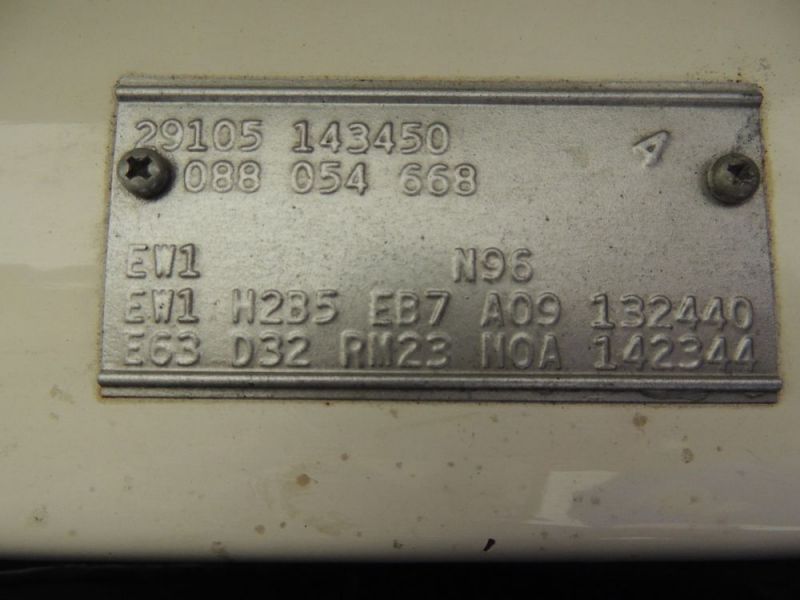 29105 143450 A
088 054 668
EW1 N96
EW1 H2B5 EB7 A09 132440
E63 D32 RM23 N0A 142344